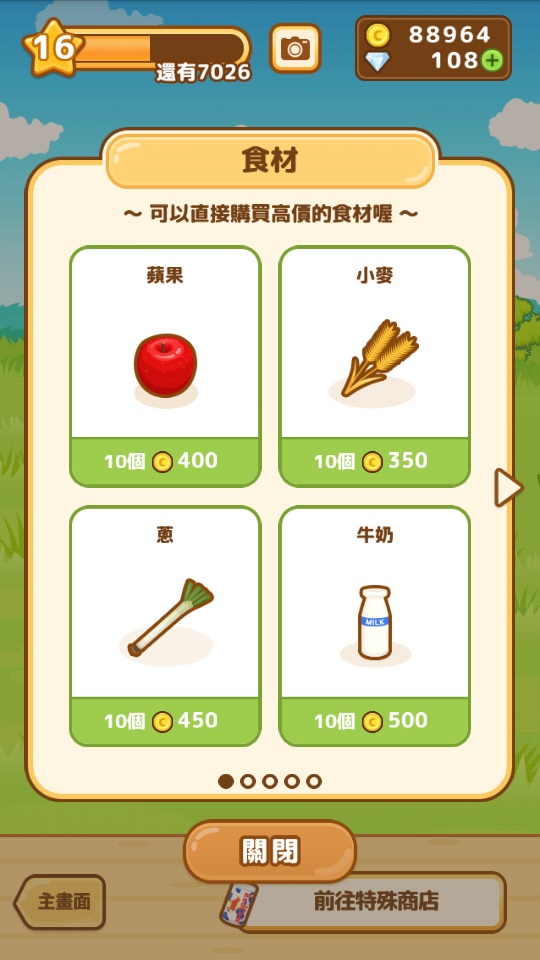 16
還有7026
88964
108
食材
～ 可以直接購買高價的食材喔 ～
蘋果
小麥
10個 C 400
10個 C 350
蔥
牛奶
MILK
10個 C 450
10個 C 500
關閉
主畫面
前往特殊商店